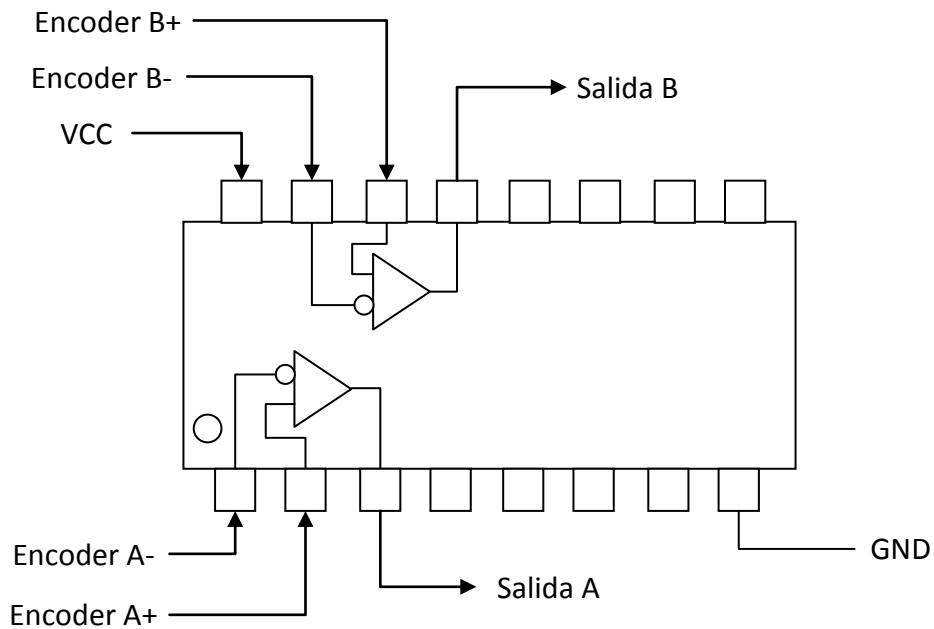 Encoder B+
Encoder B-
Salida B
VCC
Encoder A-
GND
Salida A
Encoder A+